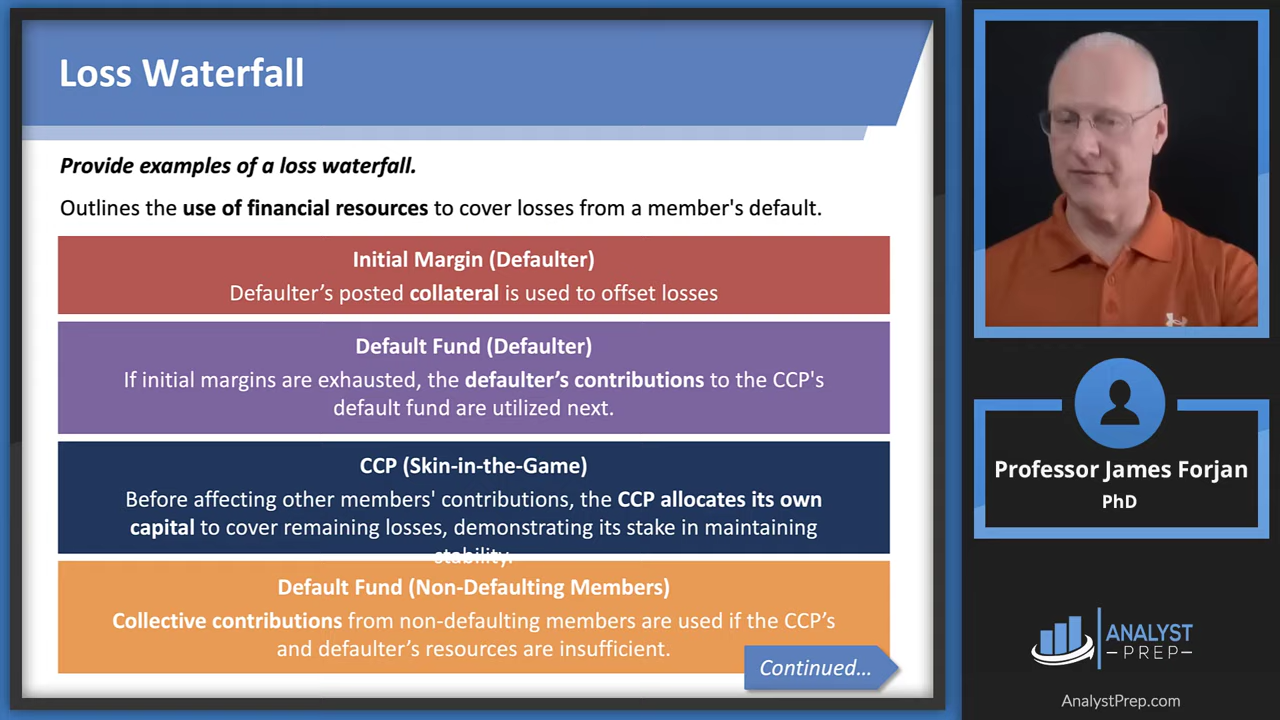 Loss Waterfall
Provide examples of a loss waterfall.
Outlines the use of financial resources to cover losses from a member's default.
Initial Margin (Defaulter)
Defaulter’s posted collateral is used to offset losses
Default Fund (Defaulter)
If initial margins are exhausted, the defaulter’s contributions to the CCP's
default fund are utilized next.
CCP (Skin-in-the-Game)
Before affecting other members' contributions, the CCP allocates its own
capital to cover remaining losses, demonstrating its stake in maintaining
stability.
Default Fund (Non-Defaulting Members)
Collective contributions from non-defaulting members are used if the CCP’s
and defaulter’s resources are insufficient.
Continued...
Professor James Forjan
PhD
ANALYST
PREP
AnalystPrep.com